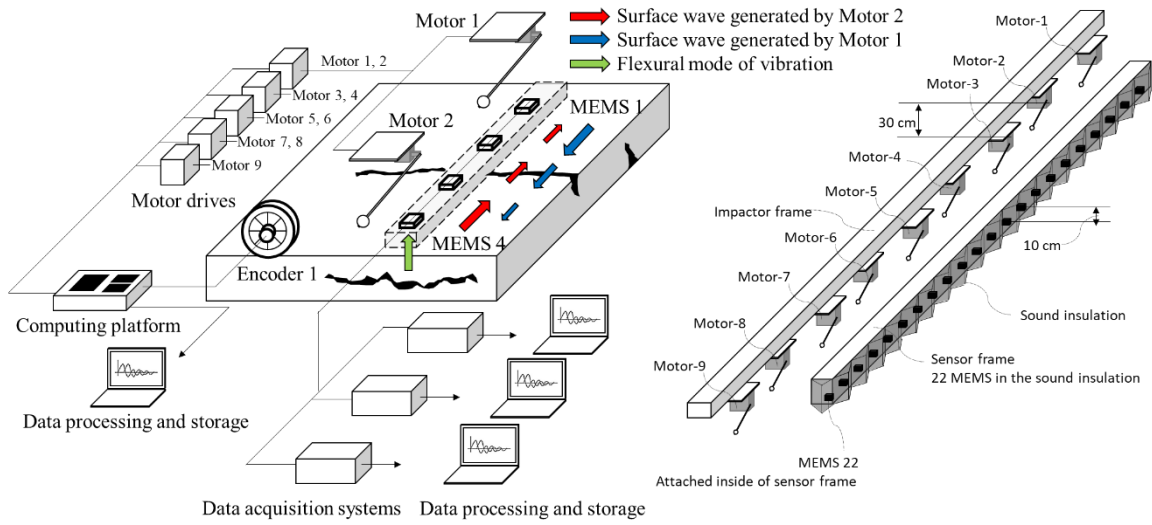 Motor 1
Surface wave generated by Motor 2
Surface wave generated by Motor 1
Flexural mode of vibration
Motor 1, 2
Motor 3, 4
Motor 5, 6
Motor 7, 8
Motor 9
Motor drives
MEMS 1
Motor 2
MEMS 4
Encoder 1
Computing platform
Data processing and storage
Data acquisition systems
Data processing and storage
Motor-1
Motor-2
Motor-3
30 cm
Motor-4
Motor-5
Impactor frame
Motor-6
10 cm
Motor-7
Sound insulation
Motor-8
Sensor frame
22 MEMS in the sound insulation
Motor-9
MEMS 22
Attached inside of sensor frame